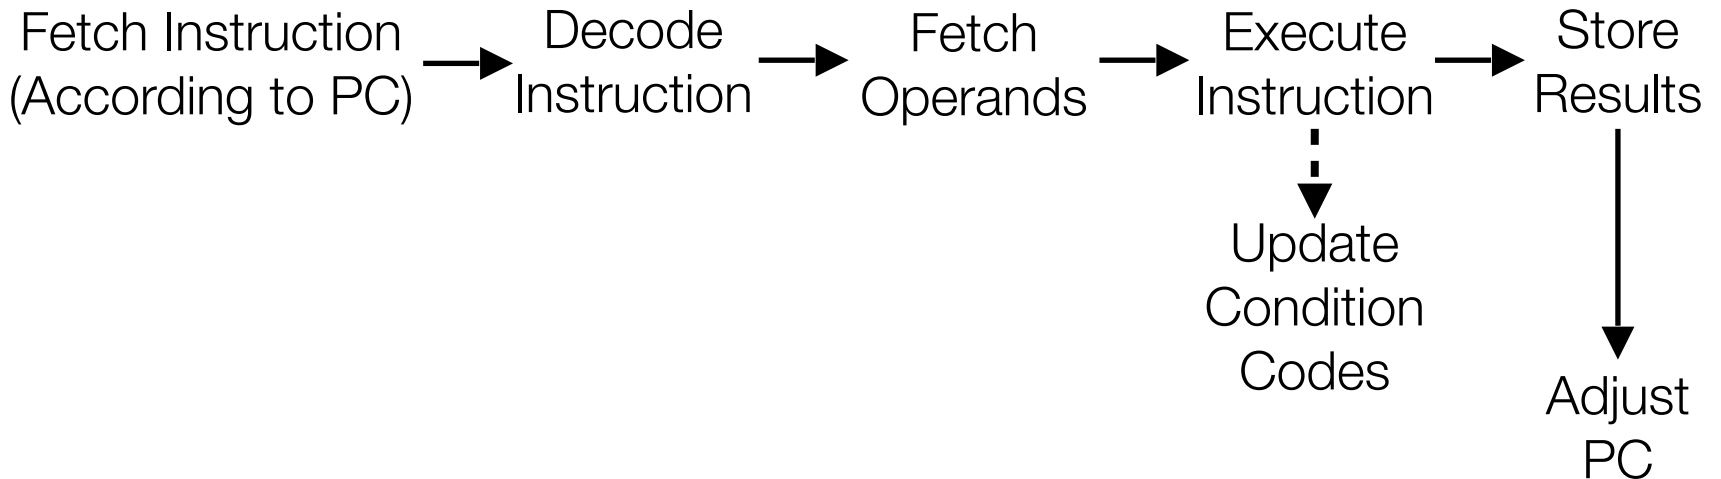 Fetch Instruction
(According to PC)
Decode
Instruction
Fetch
Operands
Execute
Instruction
Store
Results
Update
Condition
Codes
Adjust
PC